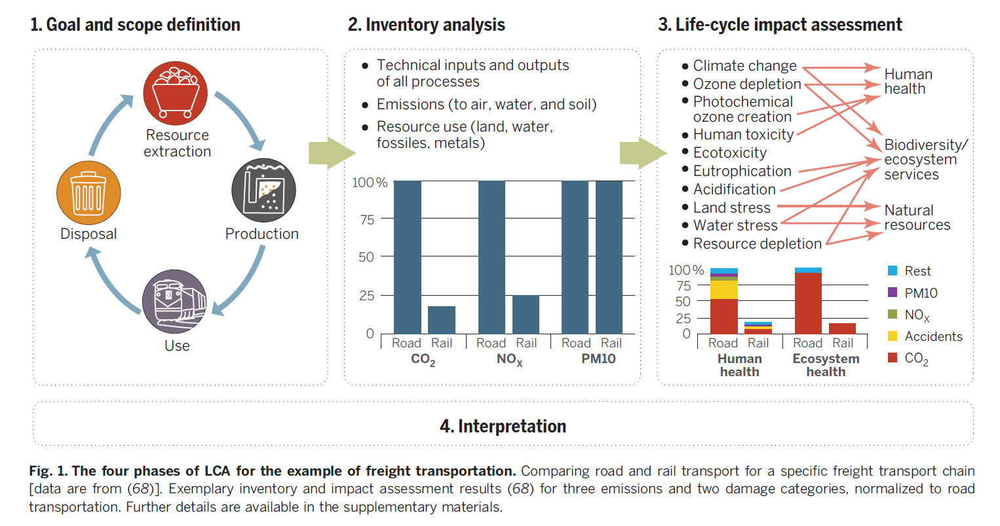 1. Goal and scope definition
Resource
extraction
Production
Use
Disposal
2. Inventory analysis
• Technical inputs and outputs
of all processes
• Emissions (to air, water, and soil)
• Resource use (land, water,
fossiles, metals)
100%
75
50
25
0
Road Rail Road Rail Road Rail
CO2 NOX PM10
3. Life-cycle impact assessment
• Climate change
• Ozone depletion
• Photochemical
ozone creation
• Human toxicity
• Ecotoxicity
• Eutrophication
• Acidification
• Land stress
• Water stress
• Resource depletion
Human
health
Biodiversity/
ecosystem
services
Natural
resources
100%
75
50
25
0
Road Rail Road Rail
Human
health
Ecosystem
health
Rest
PM10
NOX
Accidents
CO2
4. Interpretation
Fig. 1. The four phases of LCA for the example of freight transportation. Comparing road and rail transport for a specific freight transport chain
[data are from (68)]. Exemplary inventory and impact assessment results (68) for three emissions and two damage categories, normalized to road
transportation. Further details are available in the supplementary materials.